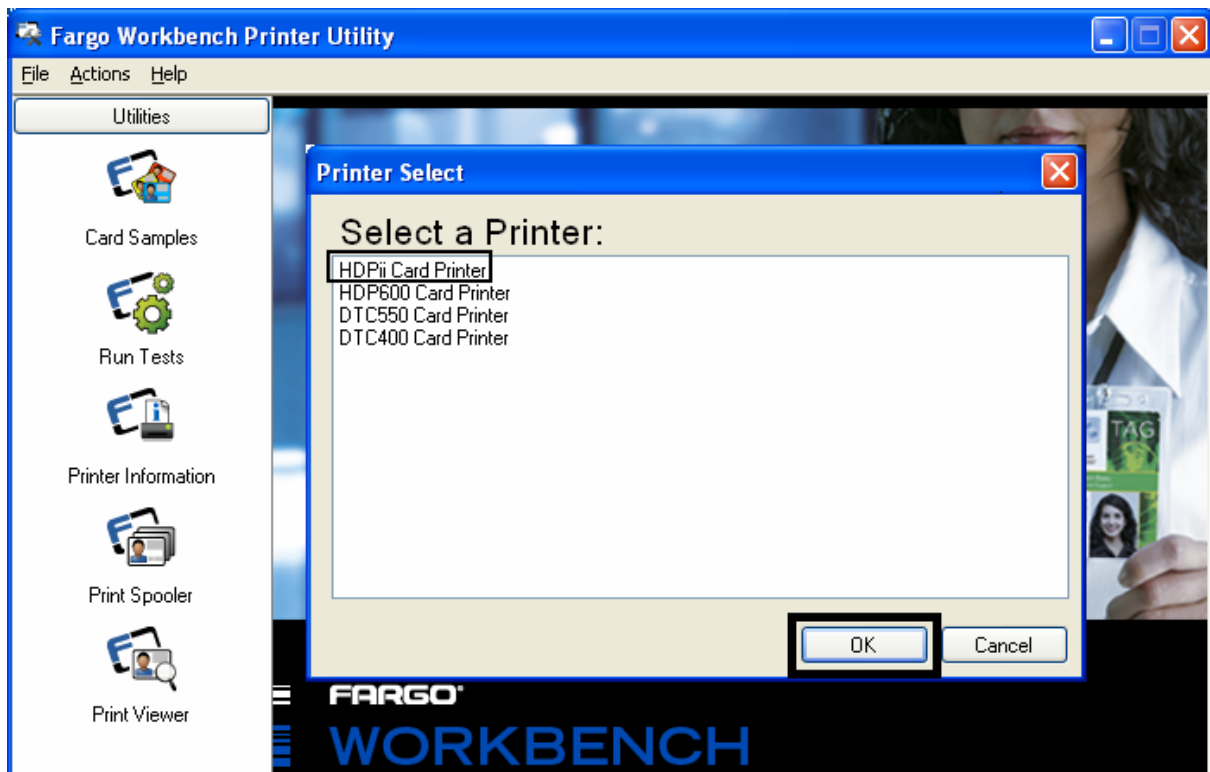 Fargo Workbench Printer Utility
File Actions Help
Utilities
Card Samples
Run Tests
Printer Information
Print Spooler
Print Viewer
Printer Select
Select a Printer:
HDPii Card Printer
HDP600 Card Printer
DTC550 Card Printer
DTC400 Card Printer
OK Cancel
TAG
FARGO®
WORKBENCH